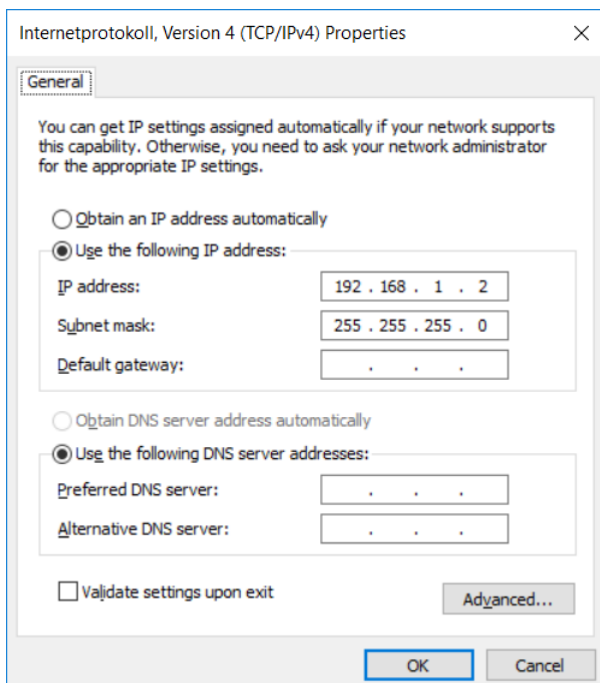 Internetprotokoll, Version 4 (TCP/IPv4) Properties
General
You can get IP settings assigned automatically if your network supports
this capability. Otherwise, you need to ask your network administrator
for the appropriate IP settings.
Obtain an IP address automatically
Use the following IP address:
IP address: 192 . 168 . 1 . 2
Subnet mask: 255 . 255 . 255 . 0
Default gateway: . . .
Obtain DNS server address automatically
Use the following DNS server addresses:
Preferred DNS server: . . .
Alternative DNS server: . . .
Validate settings upon exit
Advanced...
OK Cancel